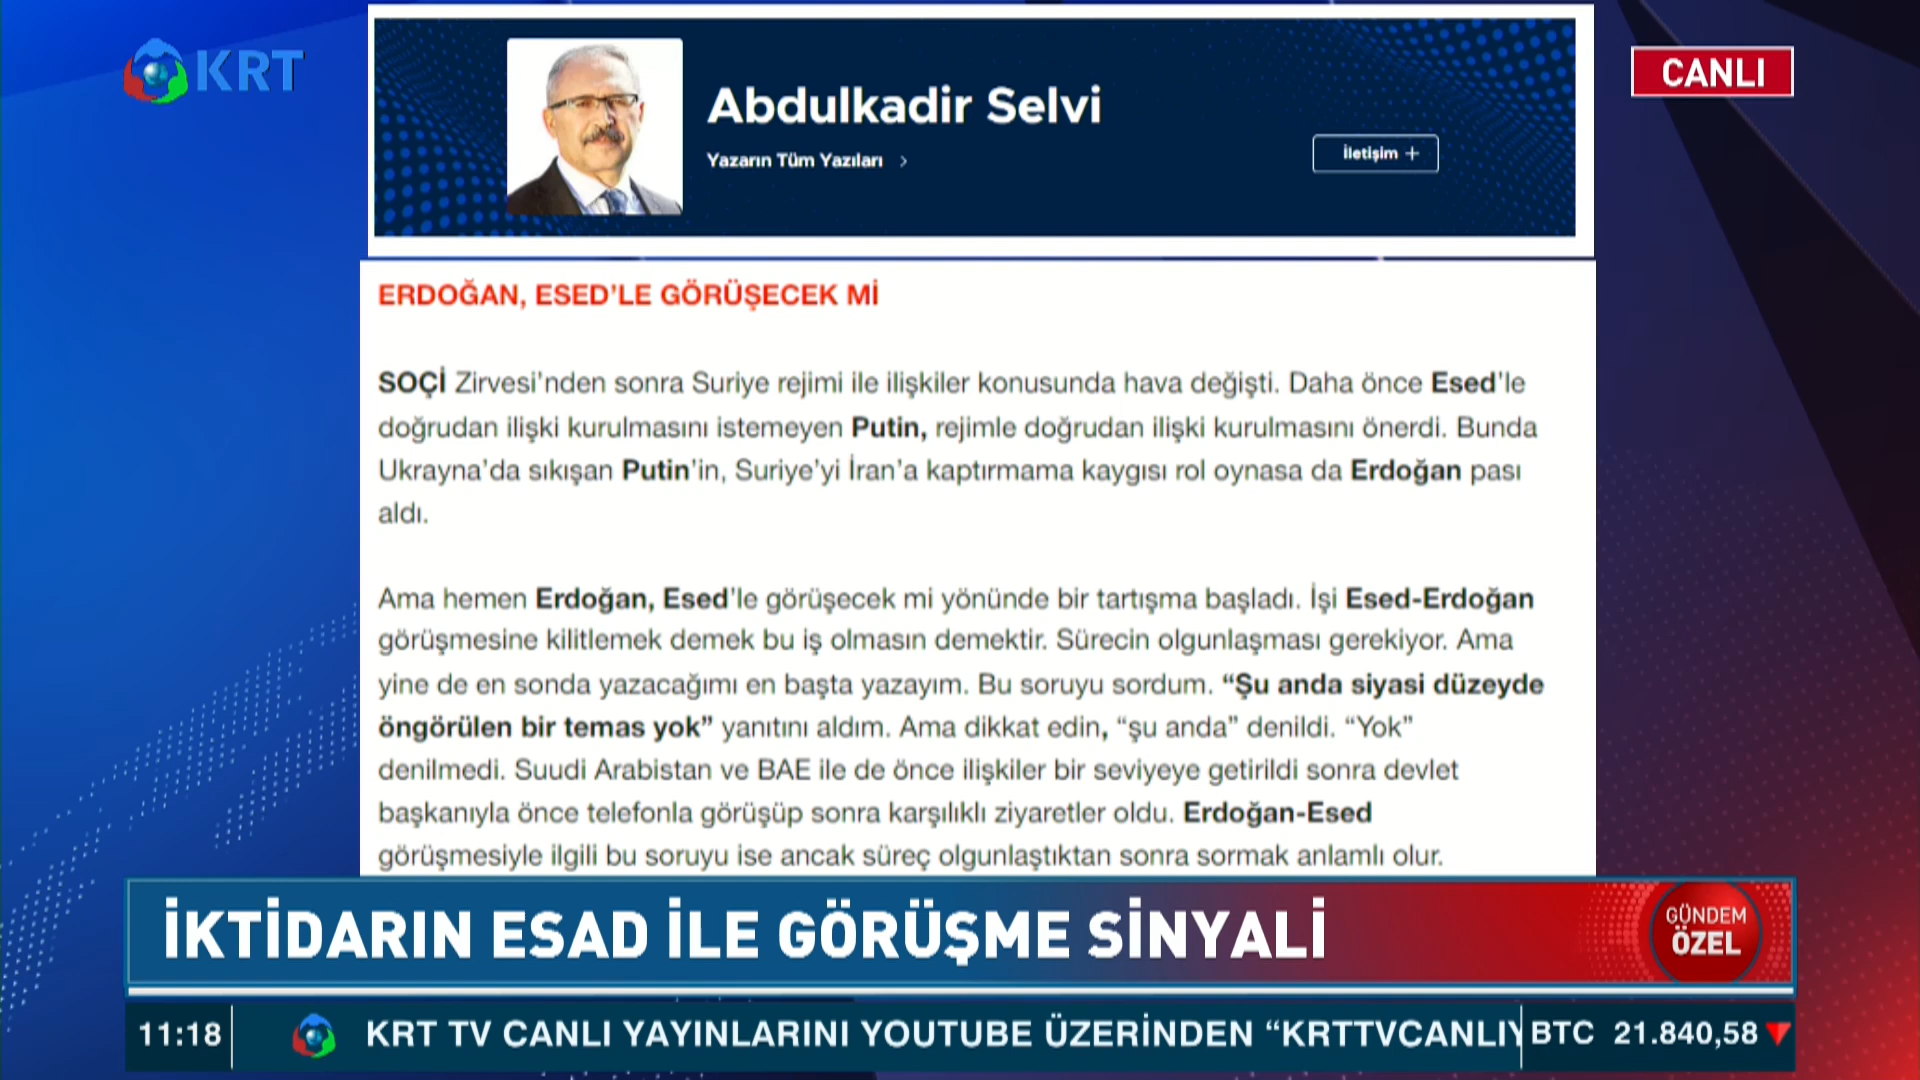 KRT
CANLI
Abdulkadir Selvi
Yazarın Tüm Yazıları >
İletişim +
ERDOĞAN, ESED’LE GÖRÜŞECEK Mİ
SOÇİ Zirvesi’nden sonra Suriye rejimi ile ilişkiler konusunda hava değişti. Daha önce Esed’le
doğrudan ilişki kurulmasını istemeyen Putin, rejimle doğrudan ilişki kurulmasını önerdi. Bunda
Ukrayna’da sıkışan Putin’in, Suriye’yi İran’a kaptırmama kaygısı rol oynasa da Erdoğan pası
aldı.
Ama hemen Erdoğan, Esed’le görüşecek mi yönünde bir tartışma başladı. İşi Esed-Erdoğan
görüşmesine kilitlemek demek bu iş olmasın demektir. Sürecin olgunlaşması gerekiyor. Ama
yine de en sonda yazacağımı en başta yazayım. Bu soruyu sordum. “Şu anda siyasi düzeyde
öngörülen bir temas yok” yanıtını aldım. Ama dikkat edin, “şu anda” denildi. “Yok”
denilmedi. Suudi Arabistan ve BAE ile de önce ilişkiler bir seviyeye getirildi sonra devlet
başkanıyla önce telefonla görüşüp sonra karşılıklı ziyaretler oldu. Erdoğan-Esed
görüşmesiyle ilgili bu soruyu ise ancak süreç olgunlaştıktan sonra sormak anlamlı olur.
İKTİDARIN ESAD İLE GÖRÜŞME SİNYALİ
GÜNDEM
ÖZEL
11:18 KRT TV CANLI YAYINLARINI YOUTUBE ÜZERİNDEN “KRTTVCANLIY BTC 21.840,58